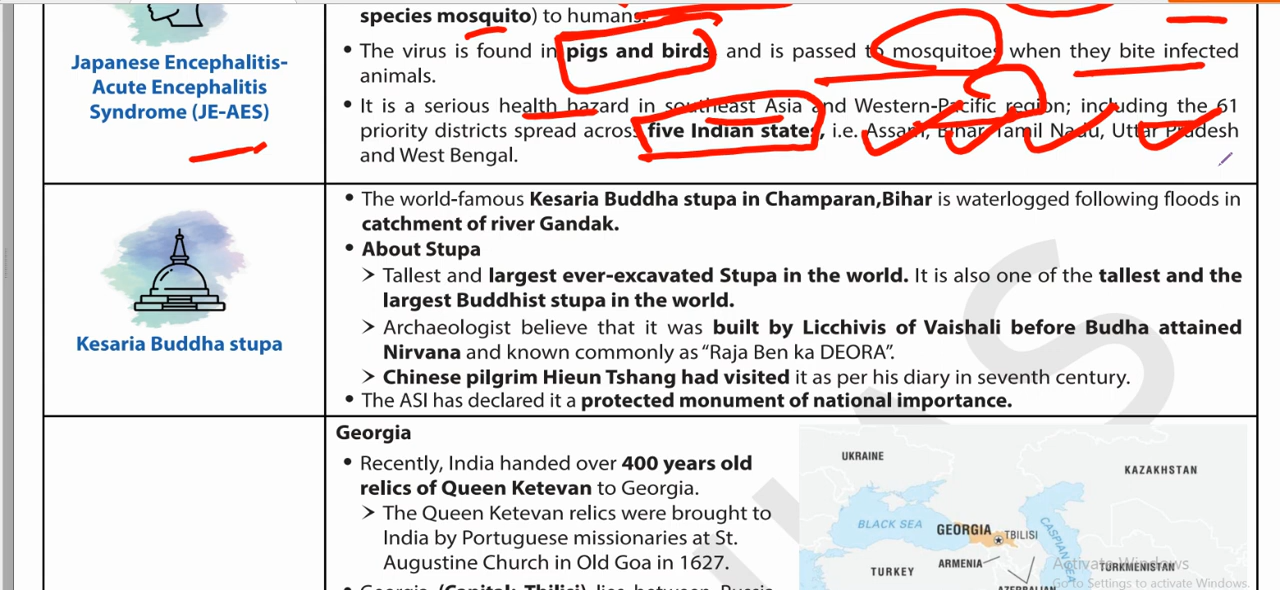 species mosquito) to humans.
• The virus is found in pigs and birds and is passed to mosquitoes when they bite infected
animals.
Japanese Encephalitis-
Acute Encephalitis
Syndrome (JE-AES)
• It is a serious health hazard in southeast Asia and Western-Pacific region; including the 61
priority districts spread across five Indian states, i.e. Assam, Bihar, Tamil Nadu, Uttar Pradesh
and West Bengal.
Kesaria Buddha stupa
• The world-famous Kesaria Buddha stupa in Champaran,Bihar is waterlogged following floods in
catchment of river Gandak.
• About Stupa
➢ Tallest and largest ever-excavated Stupa in the world. It is also one of the tallest and the
largest Buddhist stupa in the world.
➢ Archaeologist believe that it was built by Licchivis of Vaishali before Budha attained
Nirvana and known commonly as “Raja Ben ka DEORA”.
➢ Chinese pilgrim Hieun Tshang had visited it as per his diary in seventh century.
• The ASI has declared it a protected monument of national importance.
Georgia
• Recently, India handed over 400 years old
relics of Queen Ketevan to Georgia.
➢ The Queen Ketevan relics were brought to
India by Portuguese missionaries at St.
Augustine Church in Old Goa in 1627.
• Georgia (Capital: Tbilisi) lies between Russia
UKRAINE
KAZAKHSTAN
BLACK SEA
GEORGIA
TBILISI
CASPIAN SEA
ARMENIA
TURKEY
TURKMENISTAN
AZERBAIJAN
Activate Windows
Go to Settings to activate Windows.